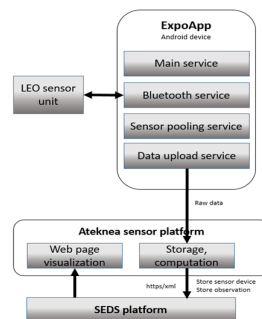 ExpoApp
Android device
Main service
LEO sensor
unit
Bluetooth service
Sensor pooling service
Data upload service
Raw data
Ateknea sensor platform
Web page
visualization
Storage,
computation
https/xml
Store sensor device
Store observation
SEDS platform